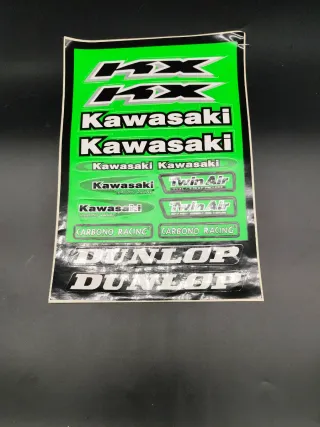 KX
KX
Kawasaki
Kawasaki
Kawasaki Kawasaki
Kawasaki Twin Air
Kawasaki Twin Air
CARBONO RACING CARBONO RACING
DUNLOP
DUNLOP